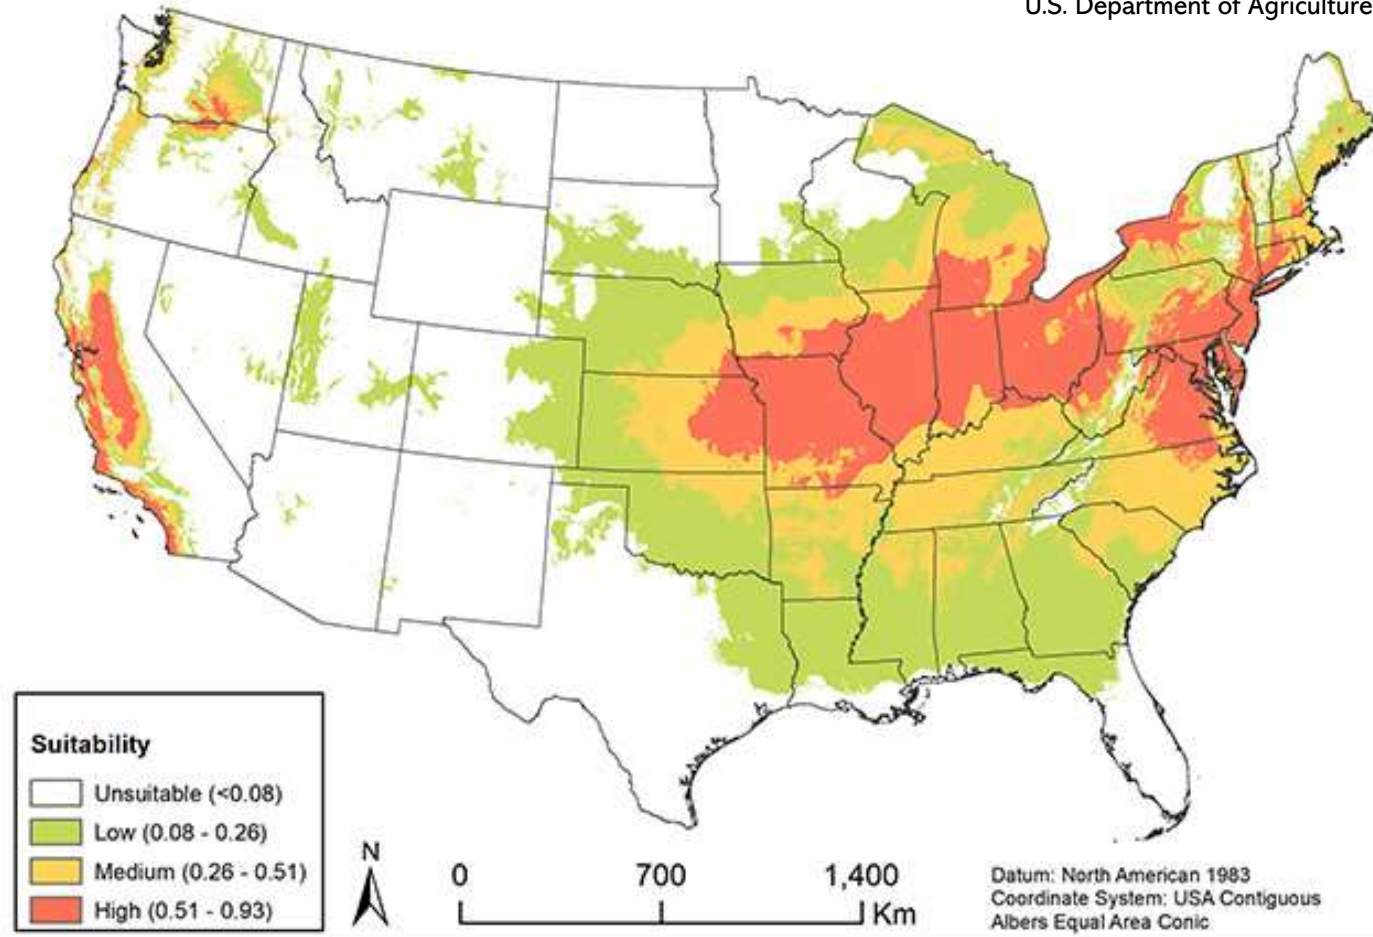 U.S. Department of Agriculture
Suitability
Unsuitable (<0.08)
Low (0.08 - 0.26)
Medium (0.26 - 0.51)
High (0.51 - 0.93)
N
0 700 1,400
Km
Datum: North American 1983
Coordinate System: USA Contiguous
Albers Equal Area Conic